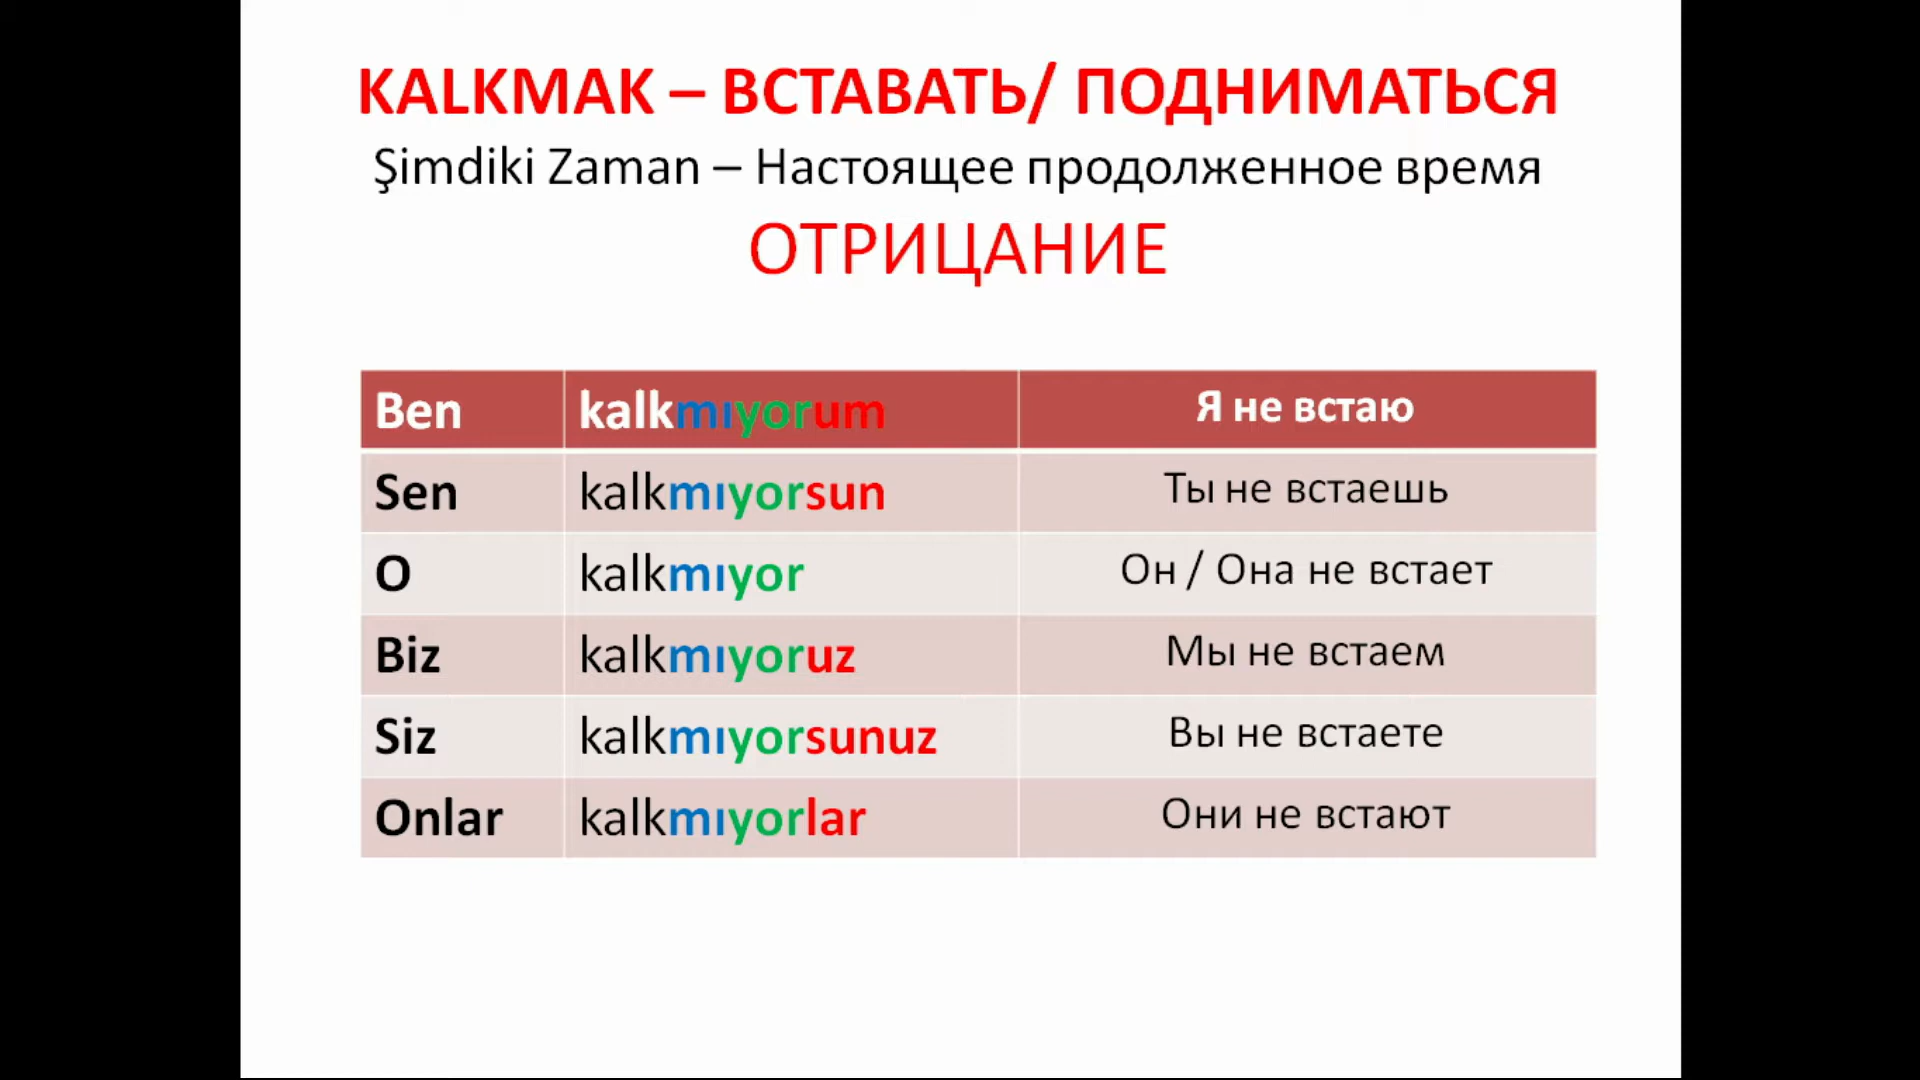 KALKMAK – ВСТАВАТЬ/ ПОДНИМАТЬСЯ
Şimdiki Zaman – Настоящее продолженное время
ОТРИЦАНИЕ
Ben kalkmıyorum Я не встаю
Sen kalkmıyorsun Ты не встаешь
O kalkmıyor Он / Она не встает
Biz kalkmıyoruz Мы не встаем
Siz kalkmıyorsunuz Вы не встаете
Onlar kalkmıyorlar Они не встают